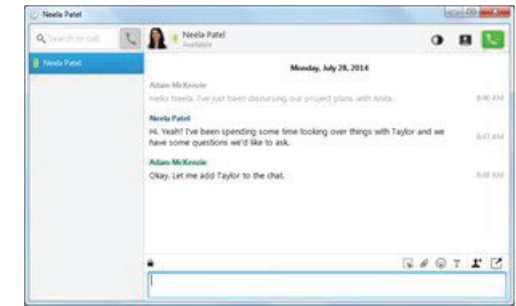 Neela Patel
Search or call
Neela Patel
Available
Neela Patel
Monday, July 28, 2014
Adam McKenzie
Hello Neela. I've just been discussing our project plans with Anita.
8:46 AM
Neela Patel
Hi. Yeah! I've been spending some time looking over things with Taylor and we
have some questions we'd like to ask.
8:47 AM
Adam McKenzie
Okay. Let me add Taylor to the chat.
8:48 AM
T